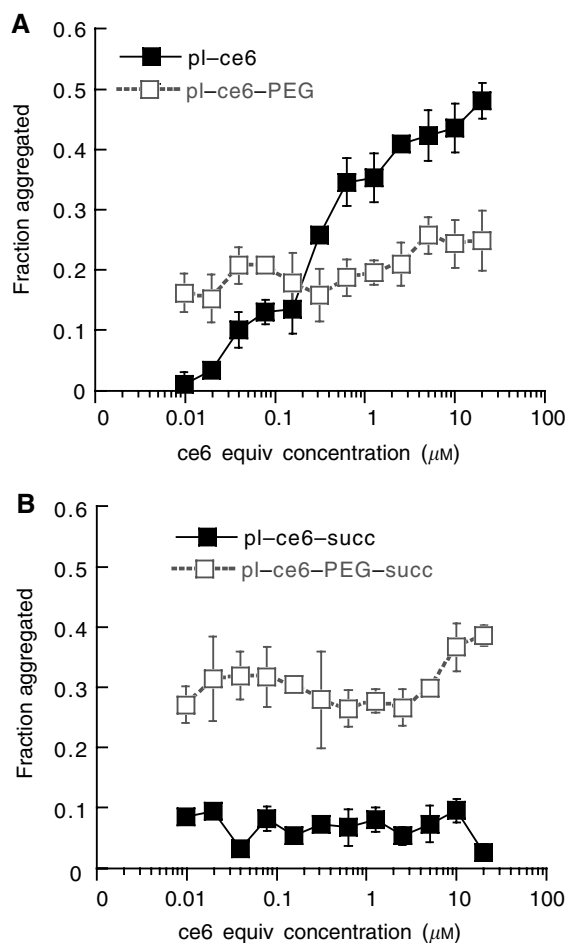 A
0.6
pl–ce6
pl–ce6–PEG
0.5
0.4
0.3
0.2
0.1
0
Fraction aggregated
0 0.01 0.1 1 10 100
ce6 equiv concentration (μM)
B
0.6
pl–ce6–succ
pl–ce6–PEG–succ
0.5
0.4
0.3
0.2
0.1
0
Fraction aggregated
0 0.01 0.1 1 10 100
ce6 equiv concentration (μM)